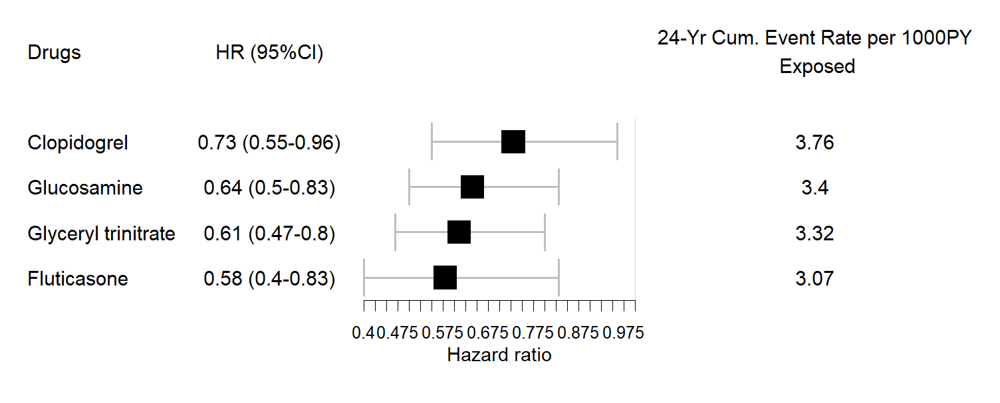 24-Yr Cum. Event Rate per 1000PY
Drugs HR (95%CI) Exposed
Clopidogrel 0.73 (0.55-0.96) 3.76
Glucosamine 0.64 (0.5-0.83) 3.4
Glyceryl trinitrate 0.61 (0.47-0.8) 3.32
Fluticasone 0.58 (0.4-0.83) 3.07
0.4 0.475 0.575 0.675 0.775 0.875 0.975
Hazard ratio